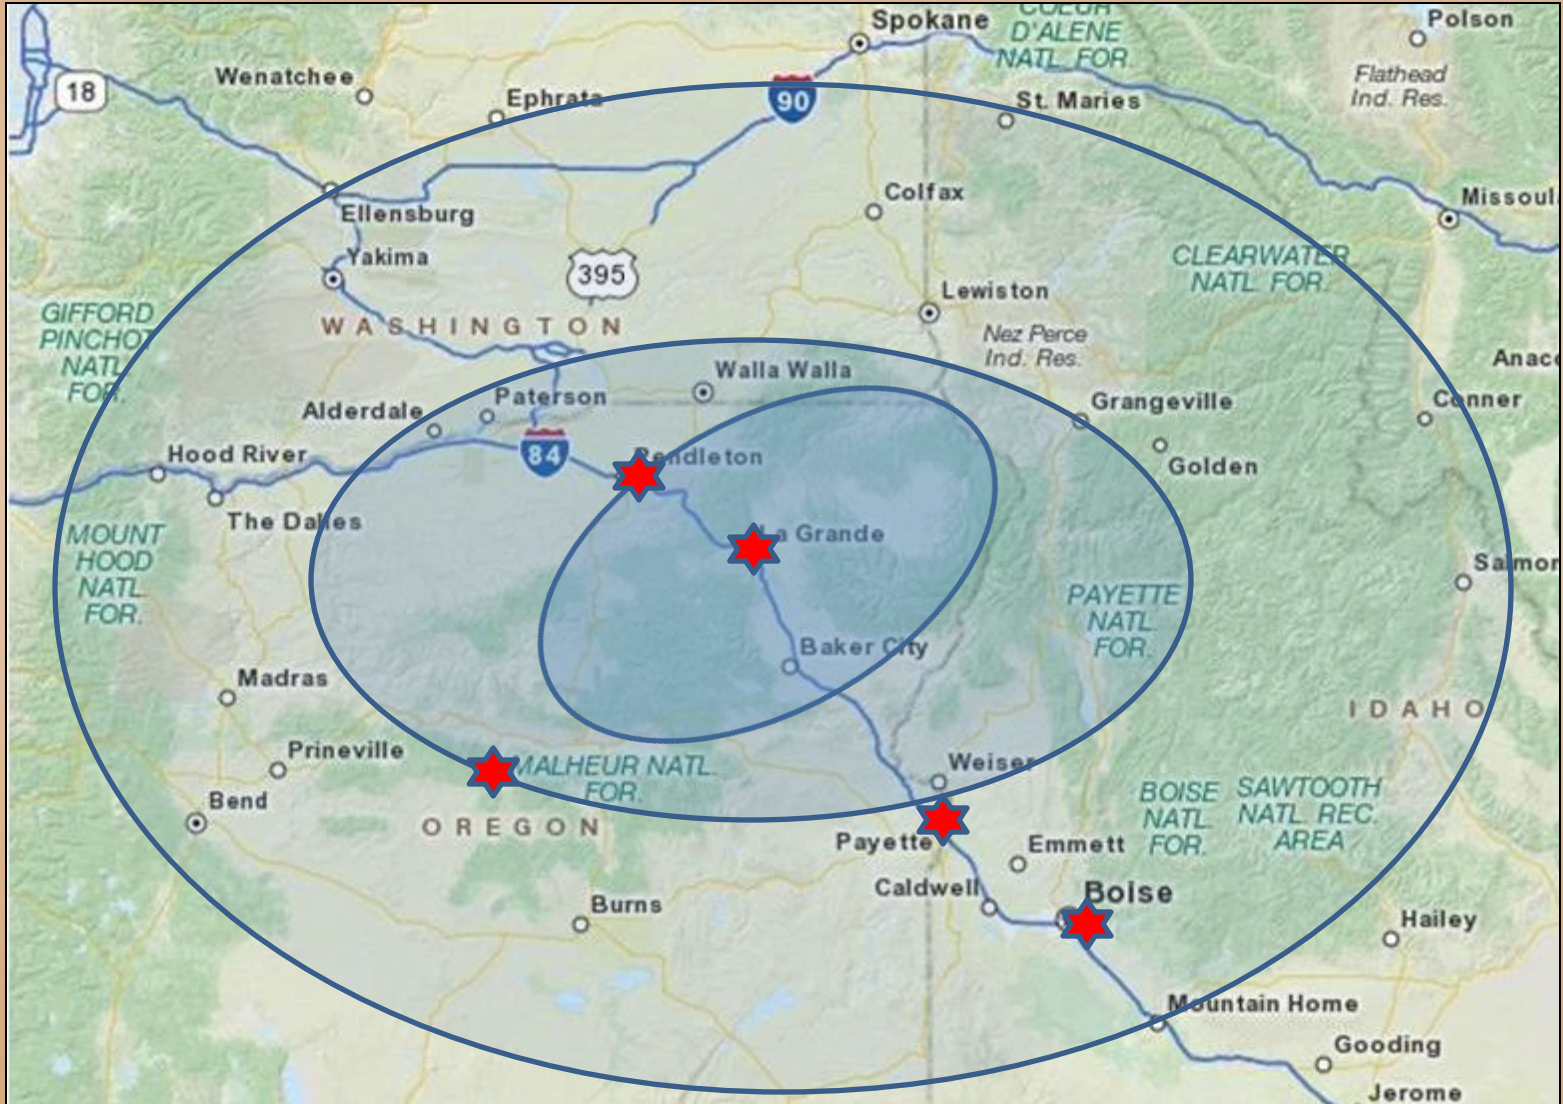 Spokane
COEUR
D'ALENE
NATL. FOR.
Polson
Flathead
Ind. Res.
Wenatchee
18
Ephrata
90
St. Maries
Colfax
Missoul
Ellensburg
Yakima
395
CLEARWATER
NATL. FOR.
Lewiston
GIFFORD
PINCHOT
NATL.
FOR.
WASHINGTON
Nez Perce
Ind. Res.
Anac
Walla Walla
Paterson
Alderdale
Grangeville
Conner
Hood River
84
Pendleton
Golden
The Dalles
La Grande
MOUNT
HOOD
NATL.
FOR.
Salmon
PAYETTE
NATL.
FOR.
Baker City
Madras
IDAHO
Prineville
MALHEUR NATL.
FOR.
Weiser
Bend
BOISE
NATL.
FOR.
SAWTOOTH
NATL. REC.
AREA
OREGON
Payette
Emmett
Caldwell
Boise
Burns
Hailey
Mountain Home
Gooding
Jerome